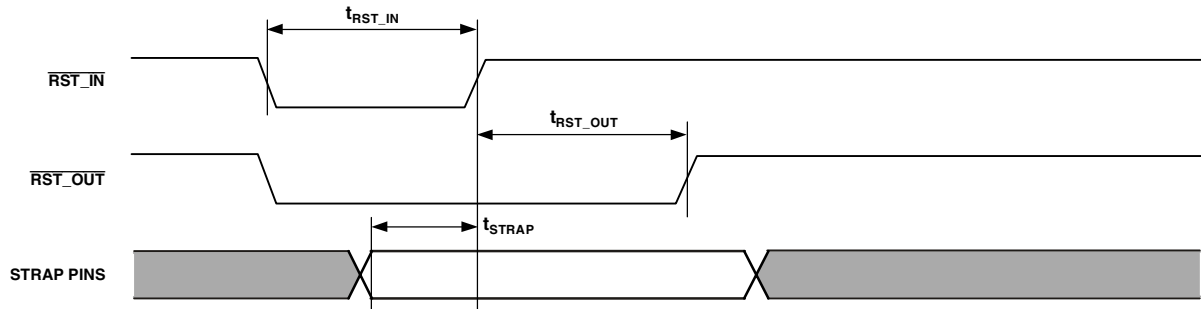 tRST_IN
RST_IN
tRST_OUT
RST_OUT
tSTRAP
STRAP PINS